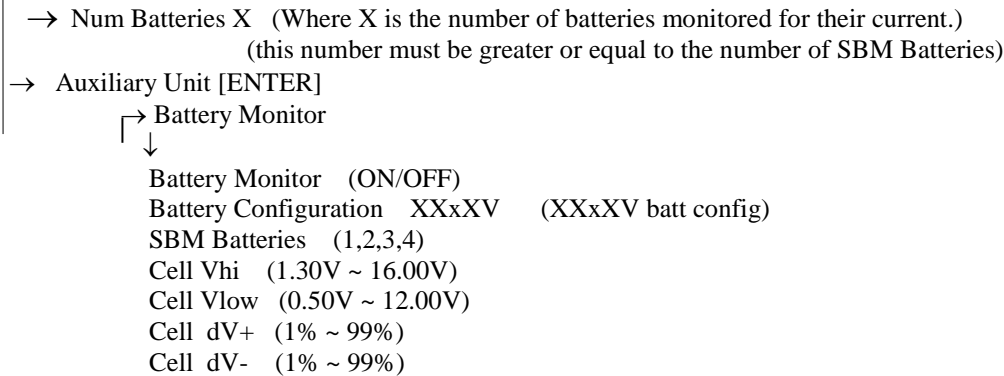 → Num Batteries X (Where X is the number of batteries monitored for their current.)
(this number must be greater or equal to the number of SBM Batteries)
→ Auxiliary Unit [ENTER]
→ Battery Monitor
↓
Battery Monitor (ON/OFF)
Battery Configuration XXxXV (XXxXV batt config)
SBM Batteries (1,2,3,4)
Cell Vhi (1.30V ~ 16.00V)
Cell Vlow (0.50V ~ 12.00V)
Cell dV+ (1% ~ 99%)
Cell dV- (1% ~ 99%)